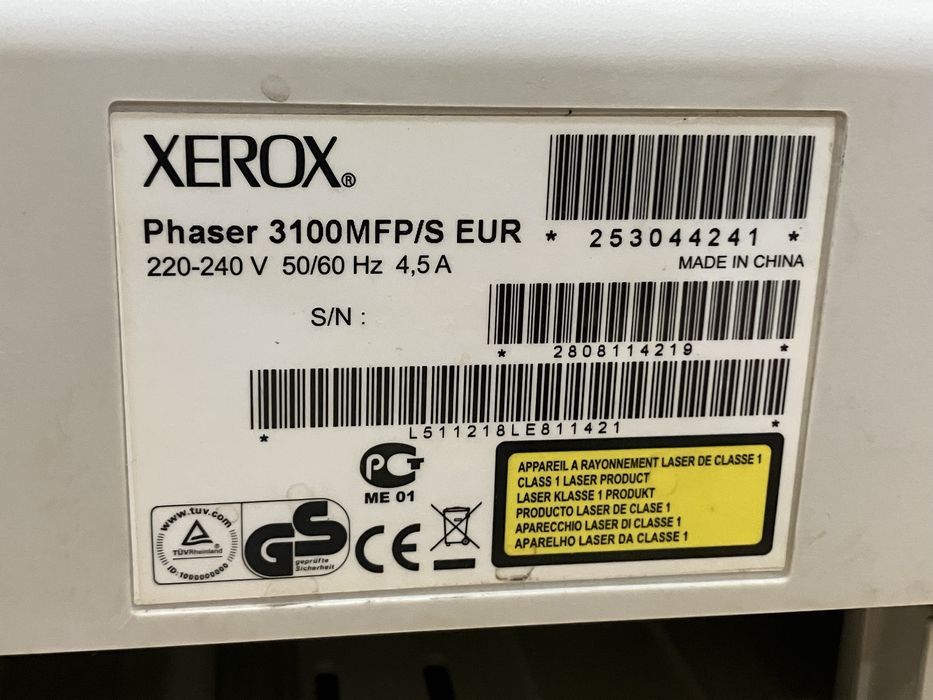 XEROX®
Phaser 3100MFP/S EUR
* 253044241 *
220-240 V 50/60 Hz 4,5 A
MADE IN CHINA
S/N :
* 2808114219 *
* L511218LE811421 *
PCT
ME 01
APPAREIL A RAYONNEMENT LASER DE CLASSE 1
CLASS 1 LASER PRODUCT
LASER KLASSE 1 PRODUKT
PRODUCTO LASER DE CLASE 1
APARECCHIO LASER DI CLASSE 1
APARELHO LASER DA CLASSE 1
www.tuv.com
TÜVRheinland
ID:1000000000
GS
geprüfte
Sicherheit
CE